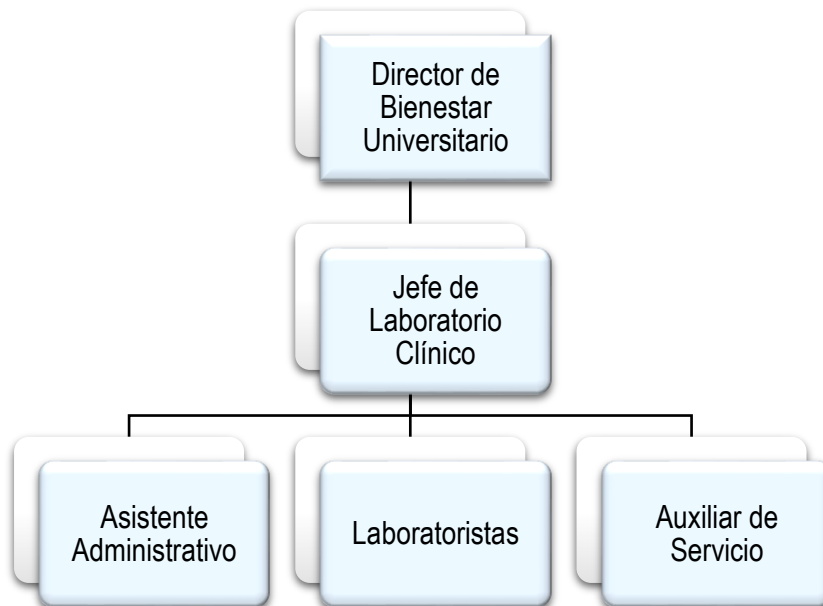 Director de
Bienestar
Universitario
Jefe de
Laboratorio
Clínico
Asistente
Administrativo
Laboratoristas
Auxiliar de
Servicio